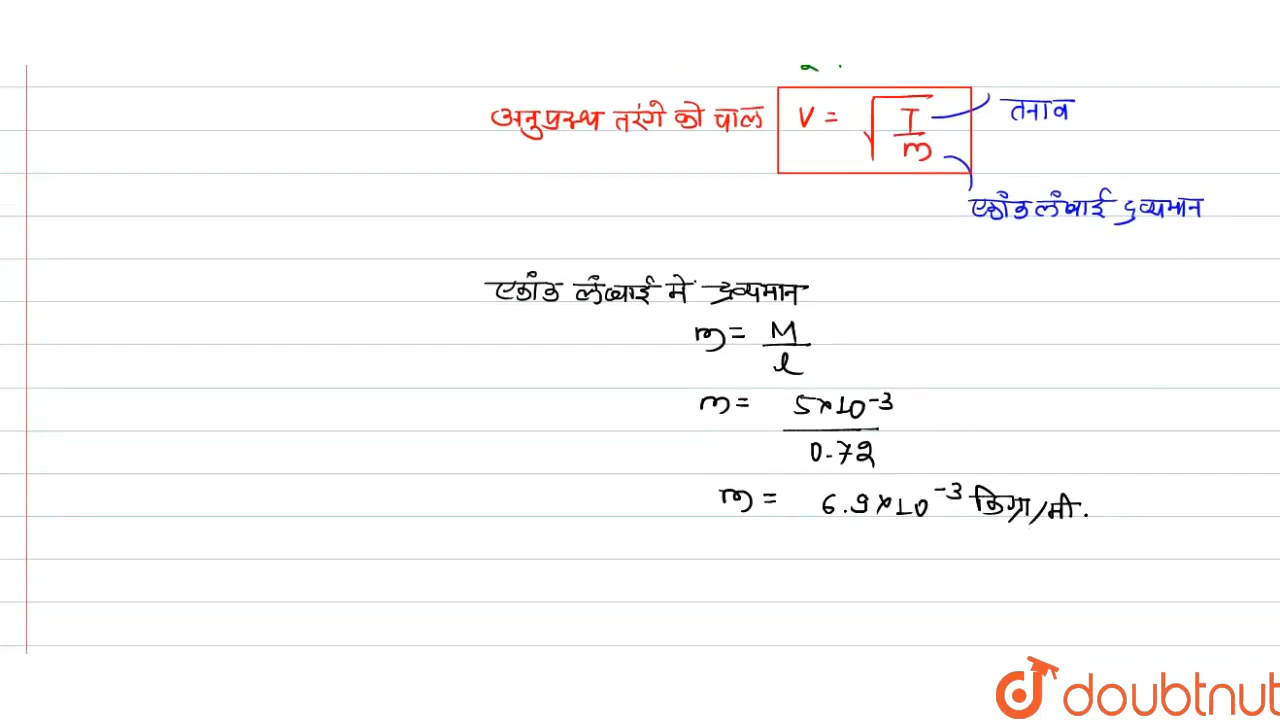 अनुप्रस्थ तरंगे की चाल V = √T/m तनाव
एकांक लंबाई द्रव्यमान
एकांक लंबाई में द्रव्यमान
m = M/l
m = 5×10⁻³/0.72
m = 6.9×10⁻³ किग्रा/मी.
doubtnut